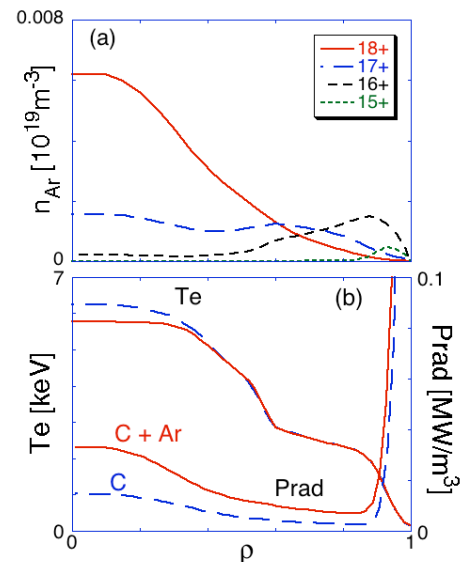 0.008
(a)
18+
17+
16+
15+
n_Ar [10^19 m^-3]
0
7
Te
(b)
0.1
Te [keV]
Prad [MW/m^3]
C + Ar
C
Prad
0
0
0
ρ
1